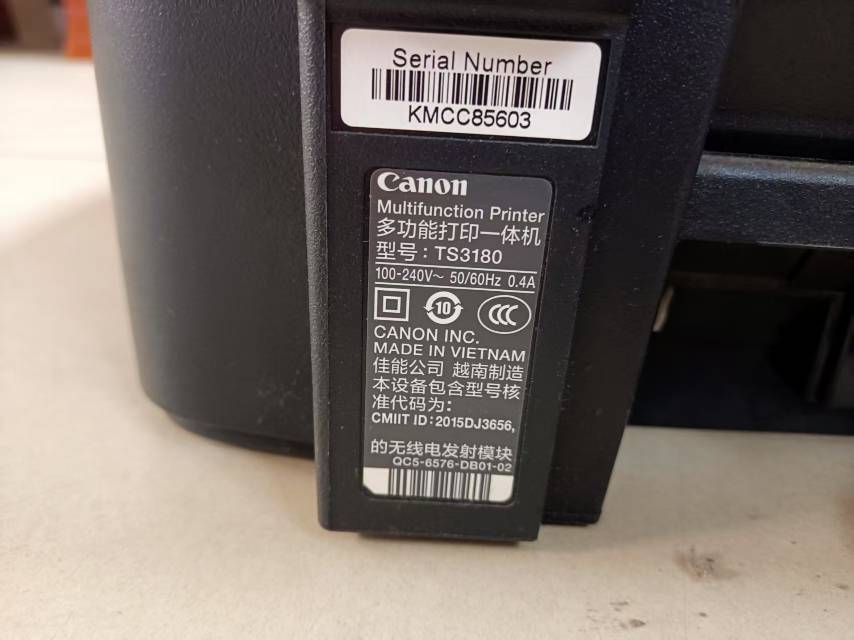 Serial Number
KMCC85603
Canon
Multifunction Printer
多功能打印一体机
型号：TS3180
100-240V～ 50/60Hz 0.4A
10
CCC
CANON INC.
MADE IN VIETNAM
佳能公司 越南制造
本设备包含型号核
准代码为：
CMIIT ID：2015DJ3656,
的无线电发射模块
QC5-6576-DB01-02